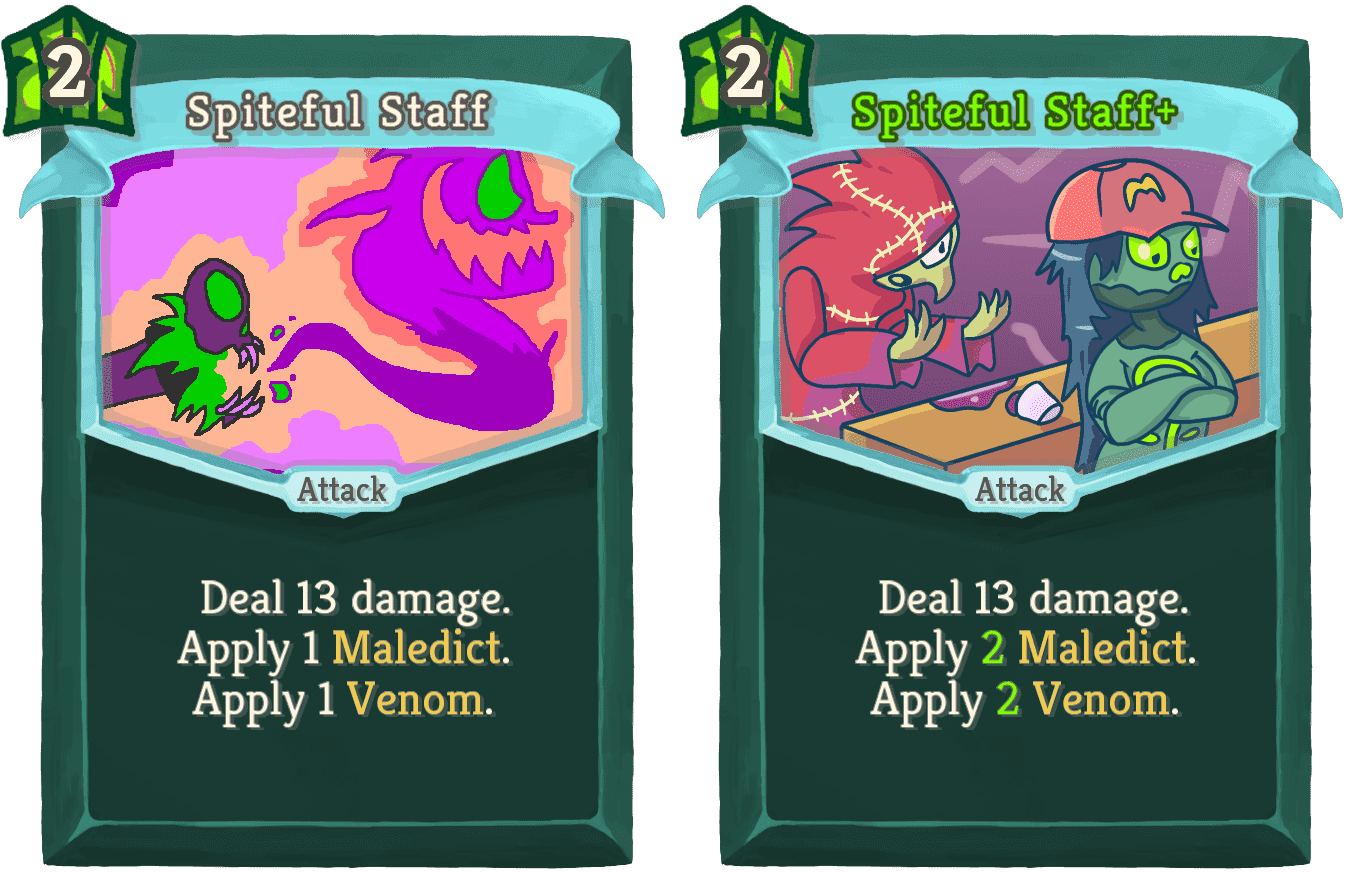 2
Spiteful Staff
Attack
Deal 13 damage.
Apply 1 Maledict.
Apply 1 Venom.
2
Spiteful Staff+
Attack
Deal 13 damage.
Apply 2 Maledict.
Apply 2 Venom.